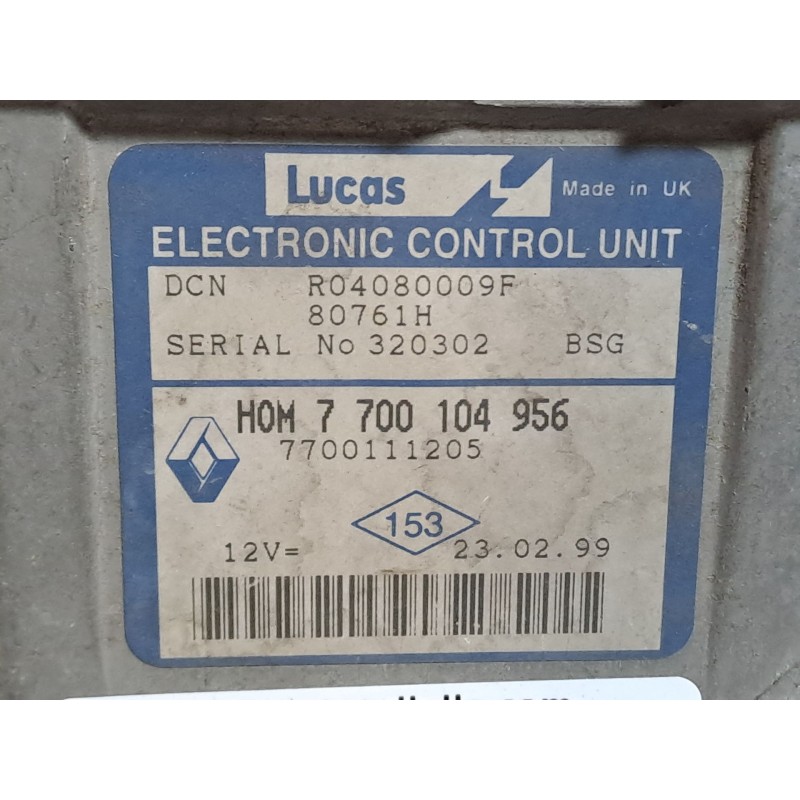 Lucas Made in UK
ELECTRONIC CONTROL UNIT
DCN R04080009F
80761H
SERIAL No 320302 BSG
HOM 7 700 104 956
7700111205
153
12V= 23.02.99